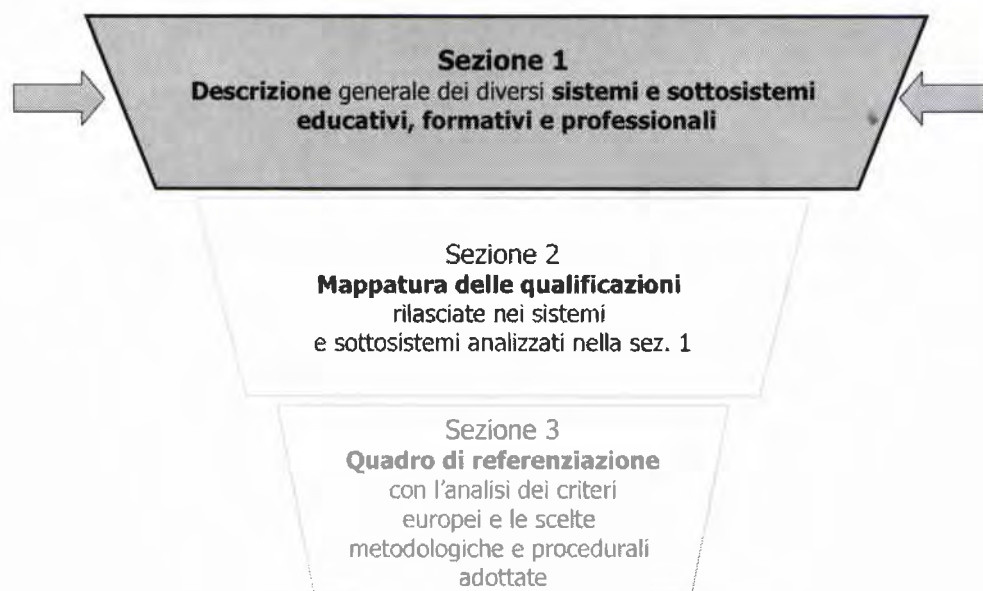 Sezione 1
Descrizione generale dei diversi sistemi e sottosistemi
educativi, formativi e professionali
Sezione 2
Mappatura delle qualificazioni
rilasciate nei sistemi
e sottosistemi analizzati nella sez. 1
Sezione 3
Quadro di referenziazione
con l'analisi dei criteri
europei e le scelte
metodologiche e procedurali
adottate